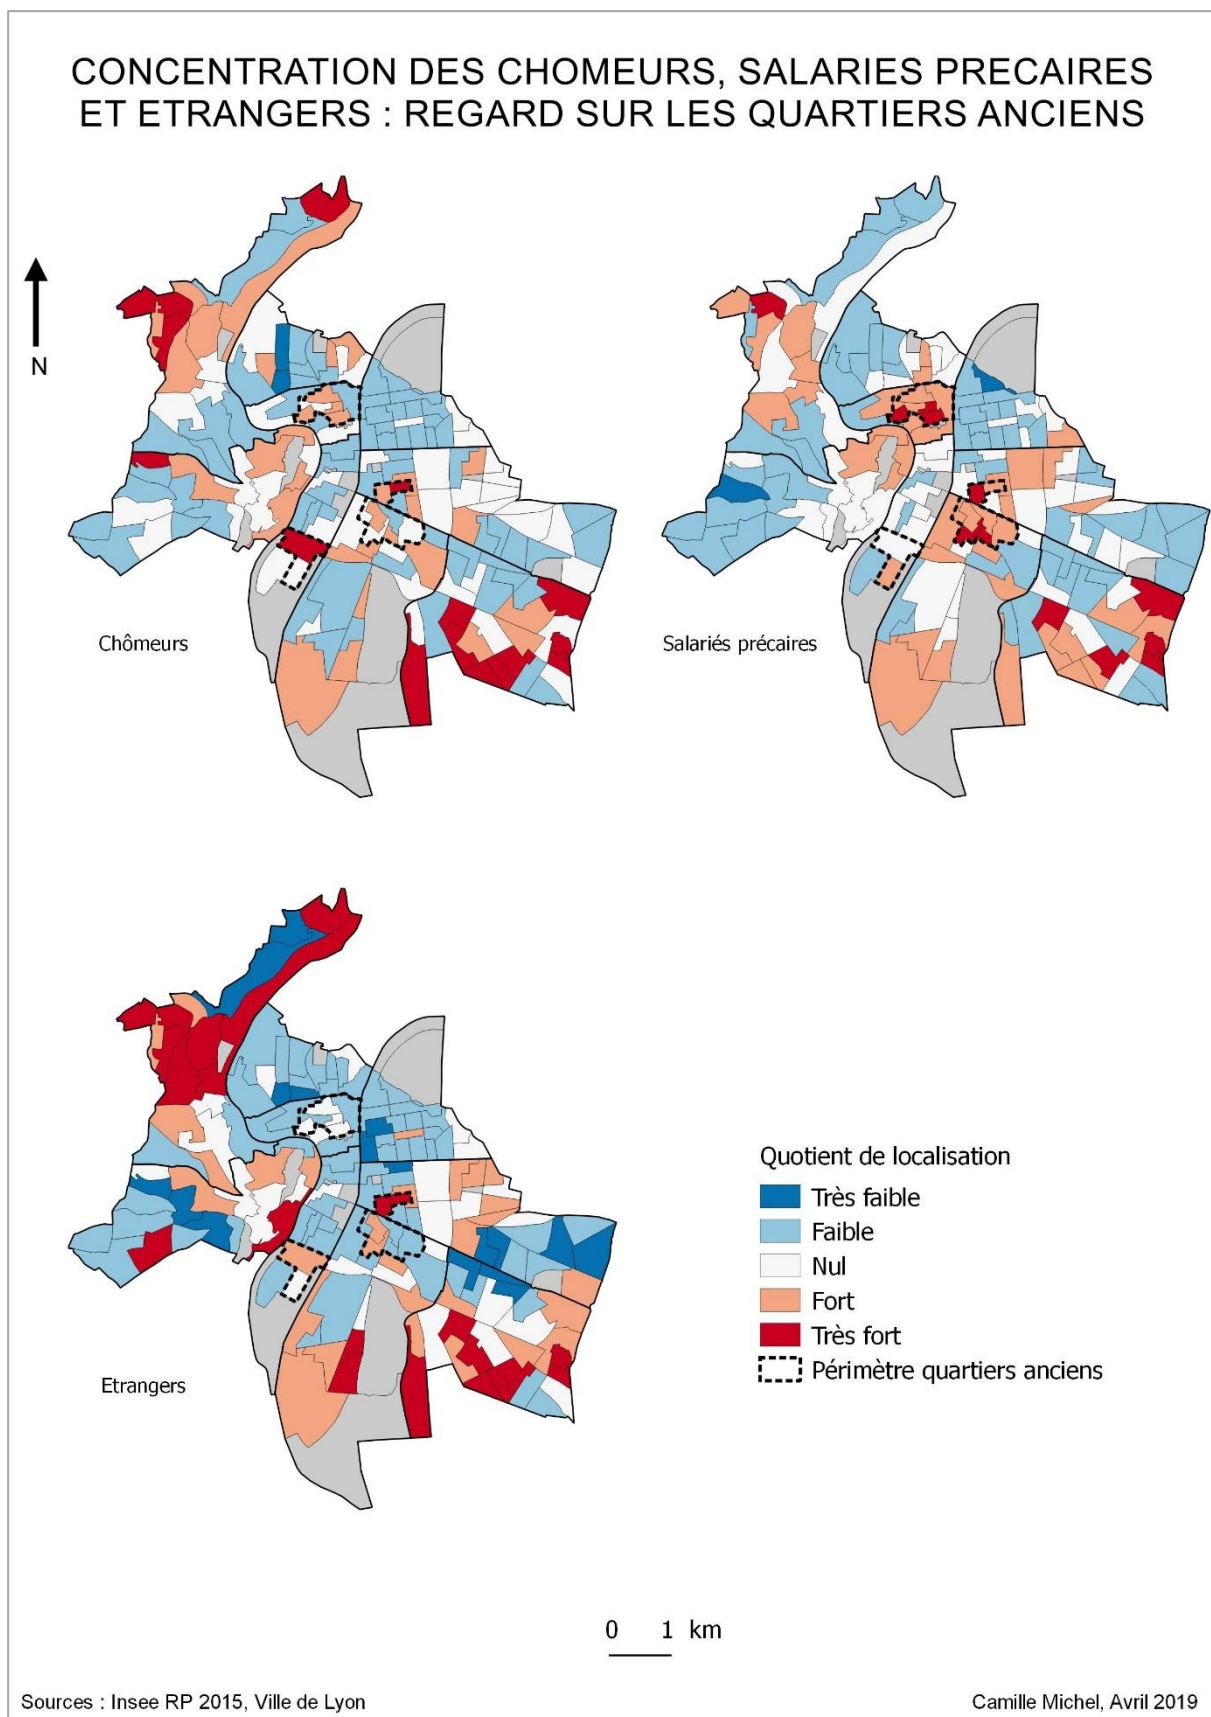 CONCENTRATION DES CHOMEURS, SALARIES PRECAIRES
ET ETRANGERS : REGARD SUR LES QUARTIERS ANCIENS
N
Chômeurs
Salariés précaires
Etrangers
Quotient de localisation
Très faible
Faible
Nul
Fort
Très fort
Périmètre quartiers anciens
0 1 km
Sources : Insee RP 2015, Ville de Lyon
Camille Michel, Avril 2019